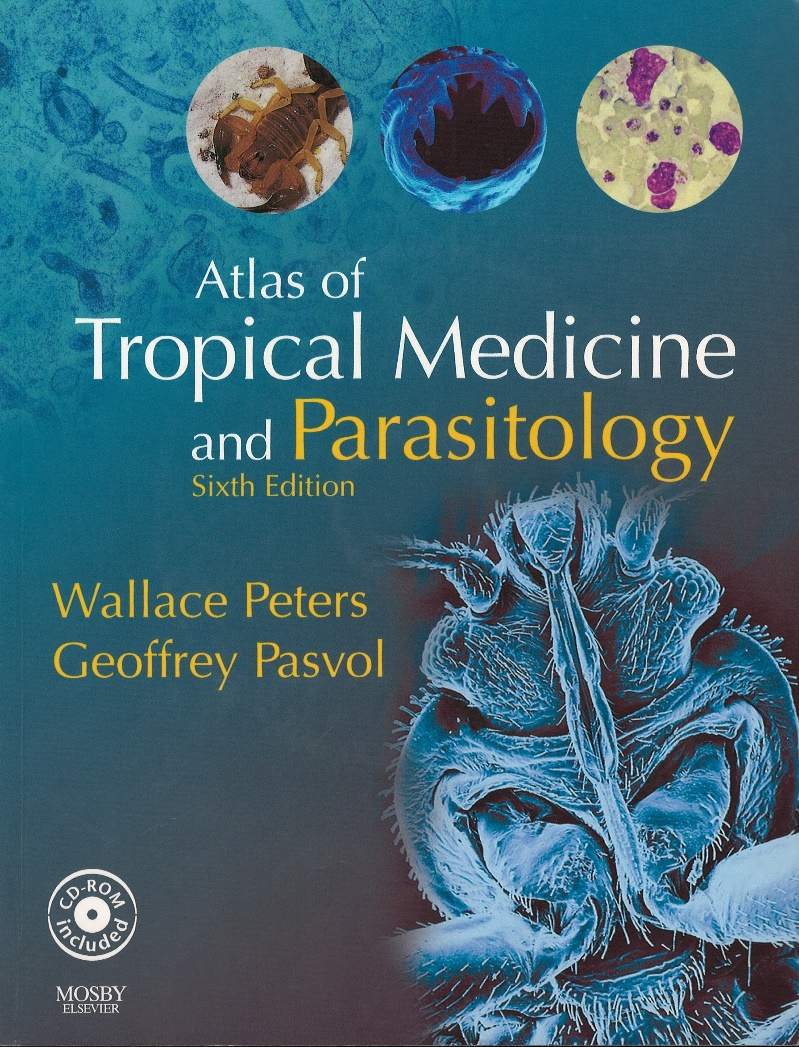 Atlas of
Tropical Medicine
and Parasitology
Sixth Edition
Wallace Peters
Geoffrey Pasvol
CD-ROM
included
MOSBY
ELSEVIER